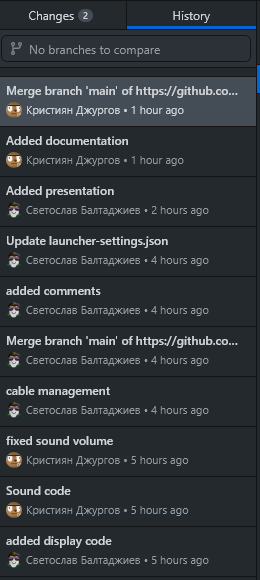 Changes 2 History
No branches to compare
Merge branch 'main' of https://github.co...
Кристиян Джургов • 1 hour ago
Added documentation
Кристиян Джургов • 1 hour ago
Added presentation
Светослав Балтаджиев • 2 hours ago
Update launcher-settings.json
Светослав Балтаджиев • 4 hours ago
added comments
Светослав Балтаджиев • 4 hours ago
Merge branch 'main' of https://github.co...
Светослав Балтаджиев • 4 hours ago
cable management
Светослав Балтаджиев • 4 hours ago
fixed sound volume
Кристиян Джургов • 5 hours ago
Sound code
Кристиян Джургов • 5 hours ago
added display code
Светослав Балтаджиев • 5 hours ago